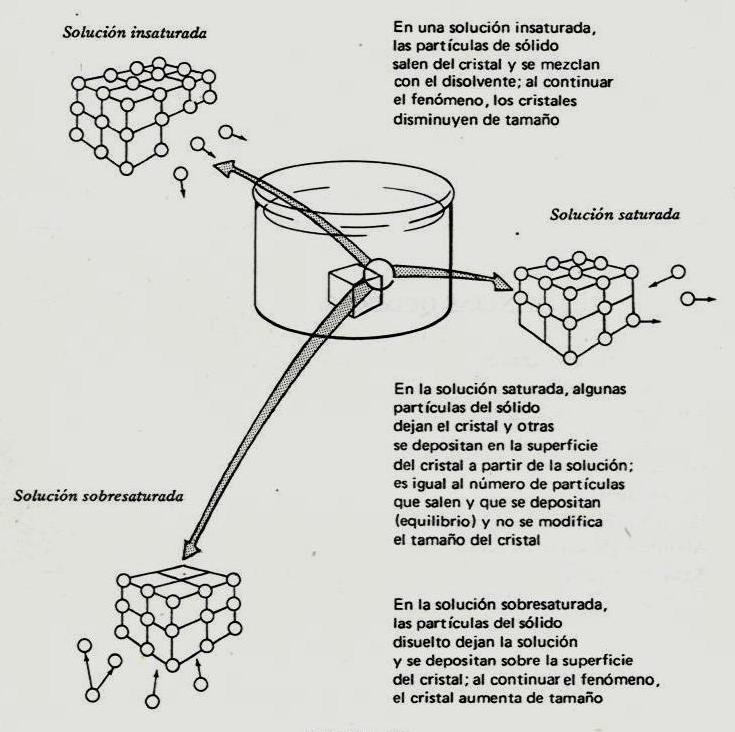 Solución insaturada
En una solución insaturada,
las partículas de sólido
salen del cristal y se mezclan
con el disolvente; al continuar
el fenómeno, los cristales
disminuyen de tamaño
Solución saturada
En la solución saturada, algunas
partículas del sólido
dejan el cristal y otras
se depositan en la superficie
del cristal a partir de la solución;
es igual al número de partículas
que salen y que se depositan
(equilibrio) y no se modifica
el tamaño del cristal
Solución sobresaturada
En la solución sobresaturada,
las partículas del sólido
disuelto dejan la solución
y se depositan sobre la superficie
del cristal; al continuar el fenómeno,
el cristal aumenta de tamaño